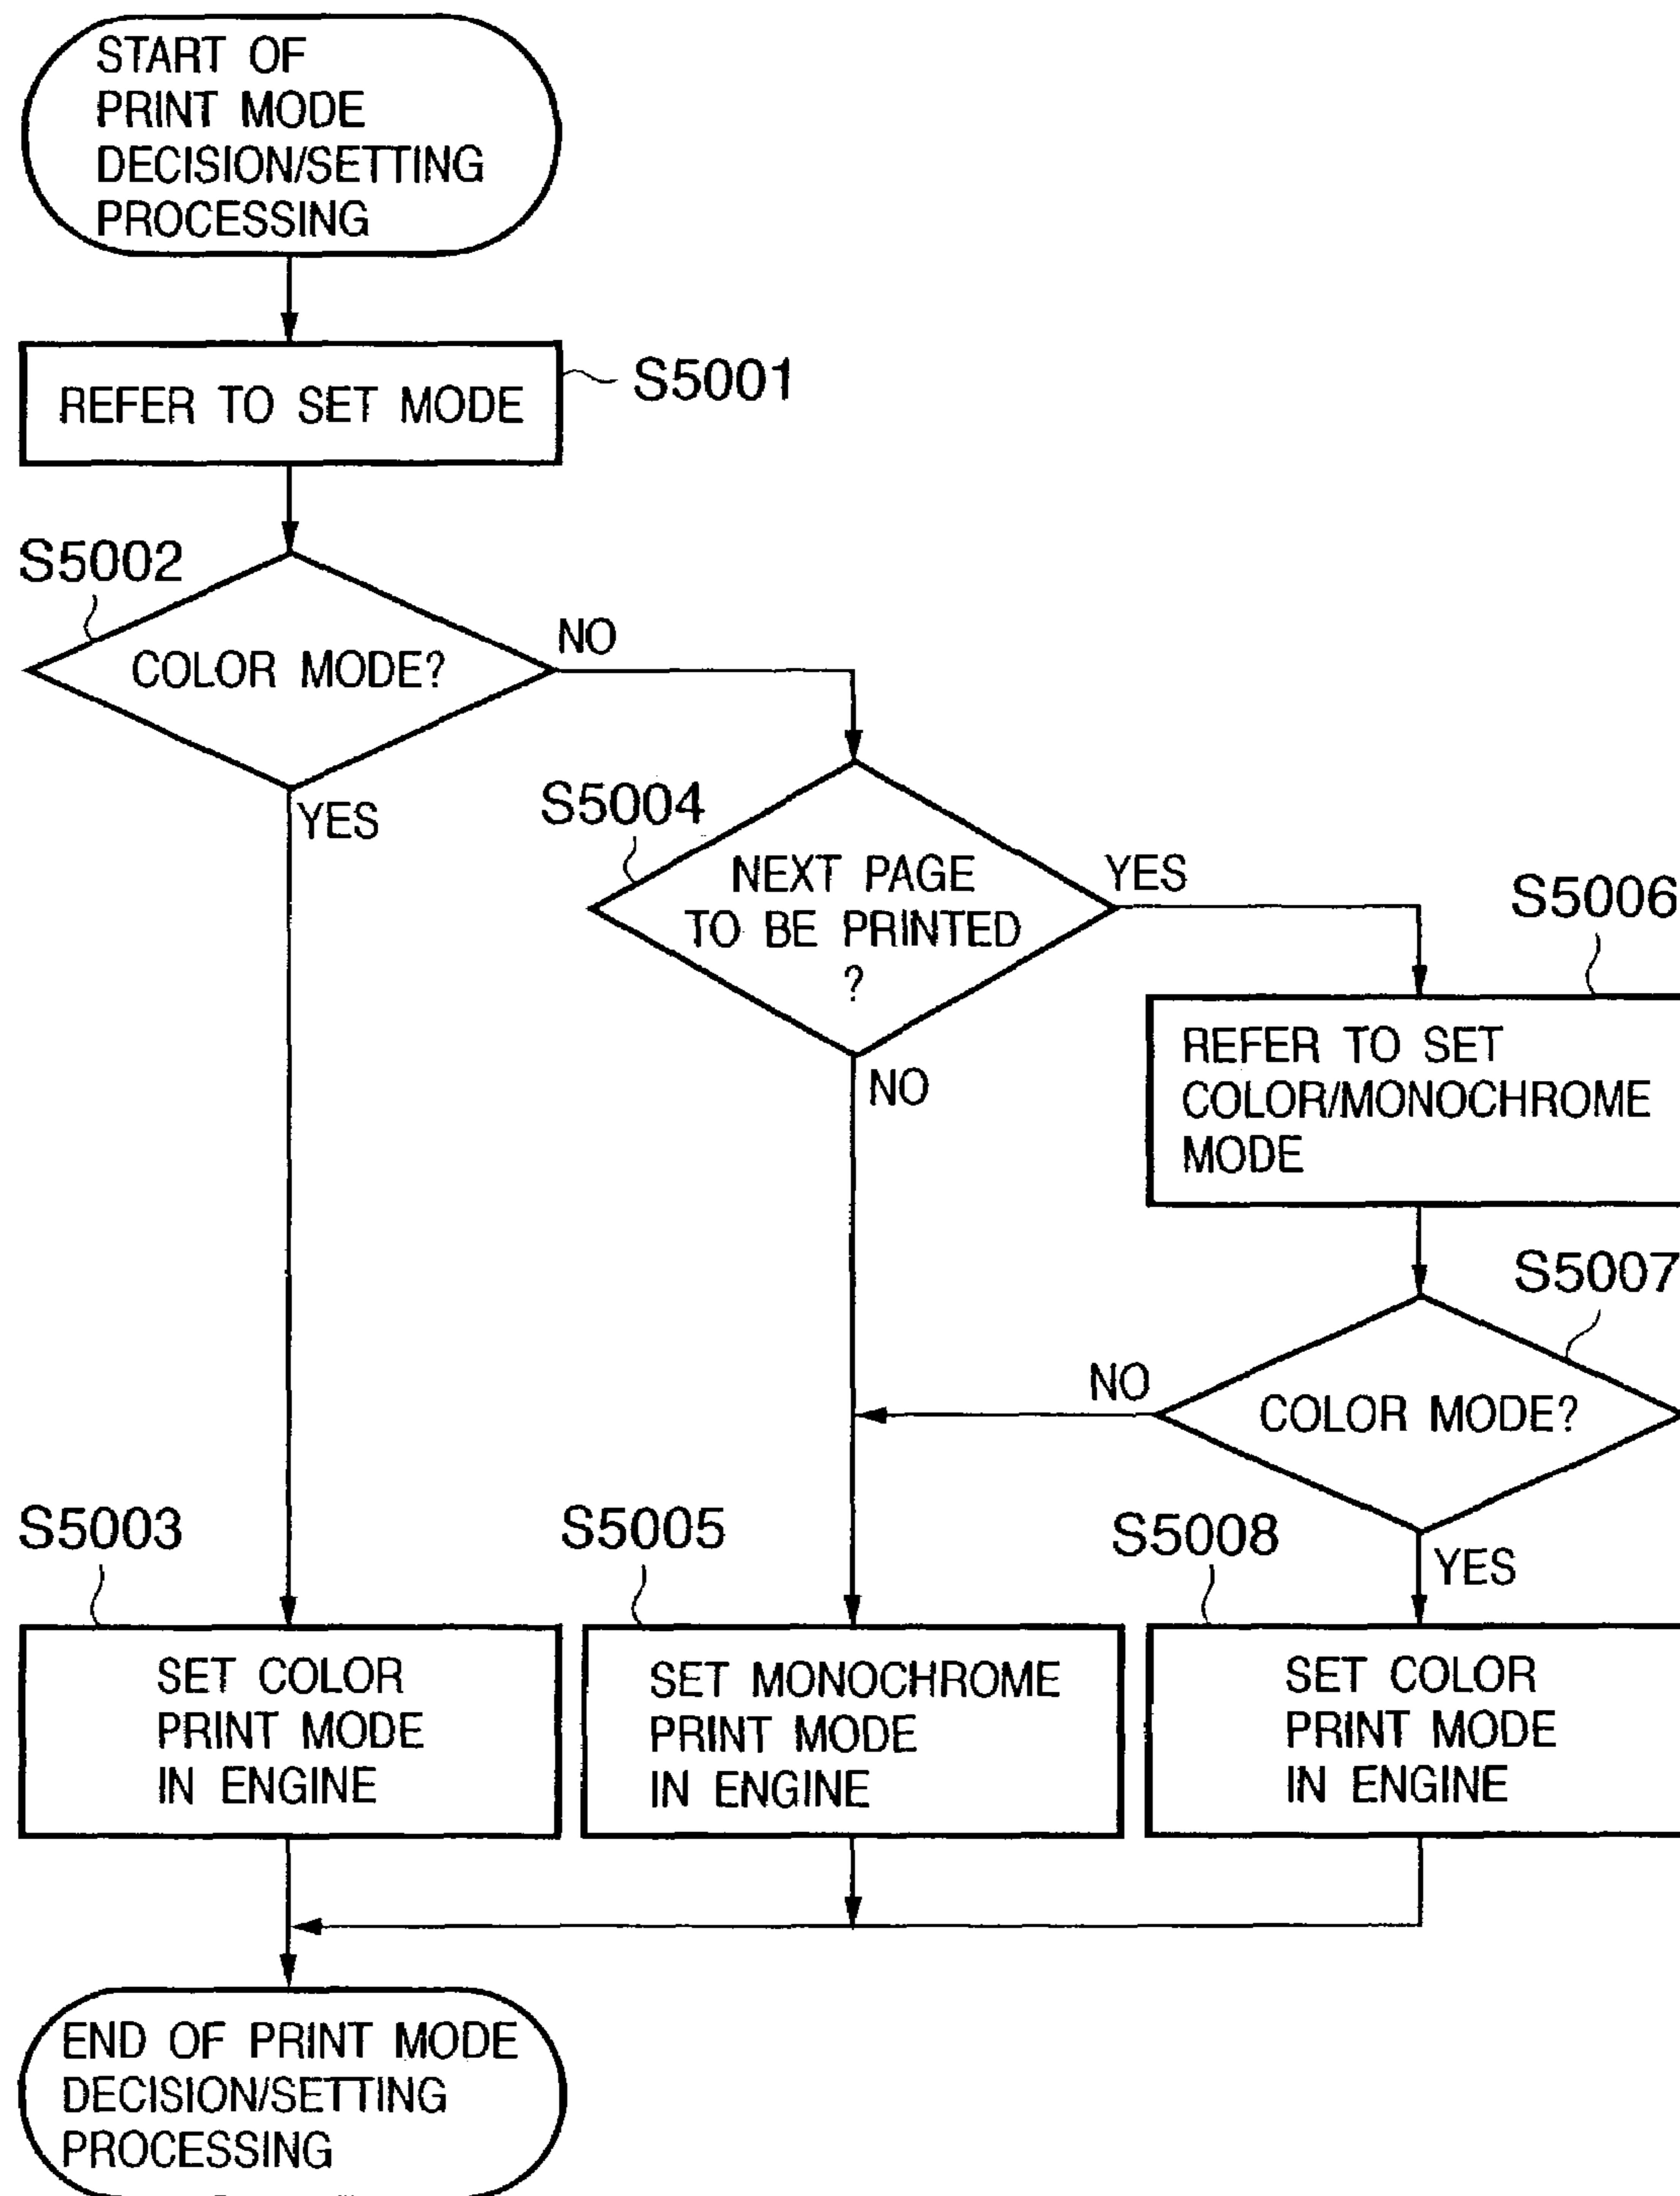 START OF
PRINT MODE
DECISION/SETTING
PROCESSING
REFER TO SET MODE
S5001
S5002
COLOR MODE?
NO
YES
S5004
NEXT PAGE
TO BE PRINTED
?
YES
NO
S5006
REFER TO SET
COLOR/MONOCHROME
MODE
S5007
COLOR MODE?
NO
YES
S5003
SET COLOR
PRINT MODE
IN ENGINE
S5005
SET MONOCHROME
PRINT MODE
IN ENGINE
S5008
SET COLOR
PRINT MODE
IN ENGINE
END OF PRINT MODE
DECISION/SETTING
PROCESSING